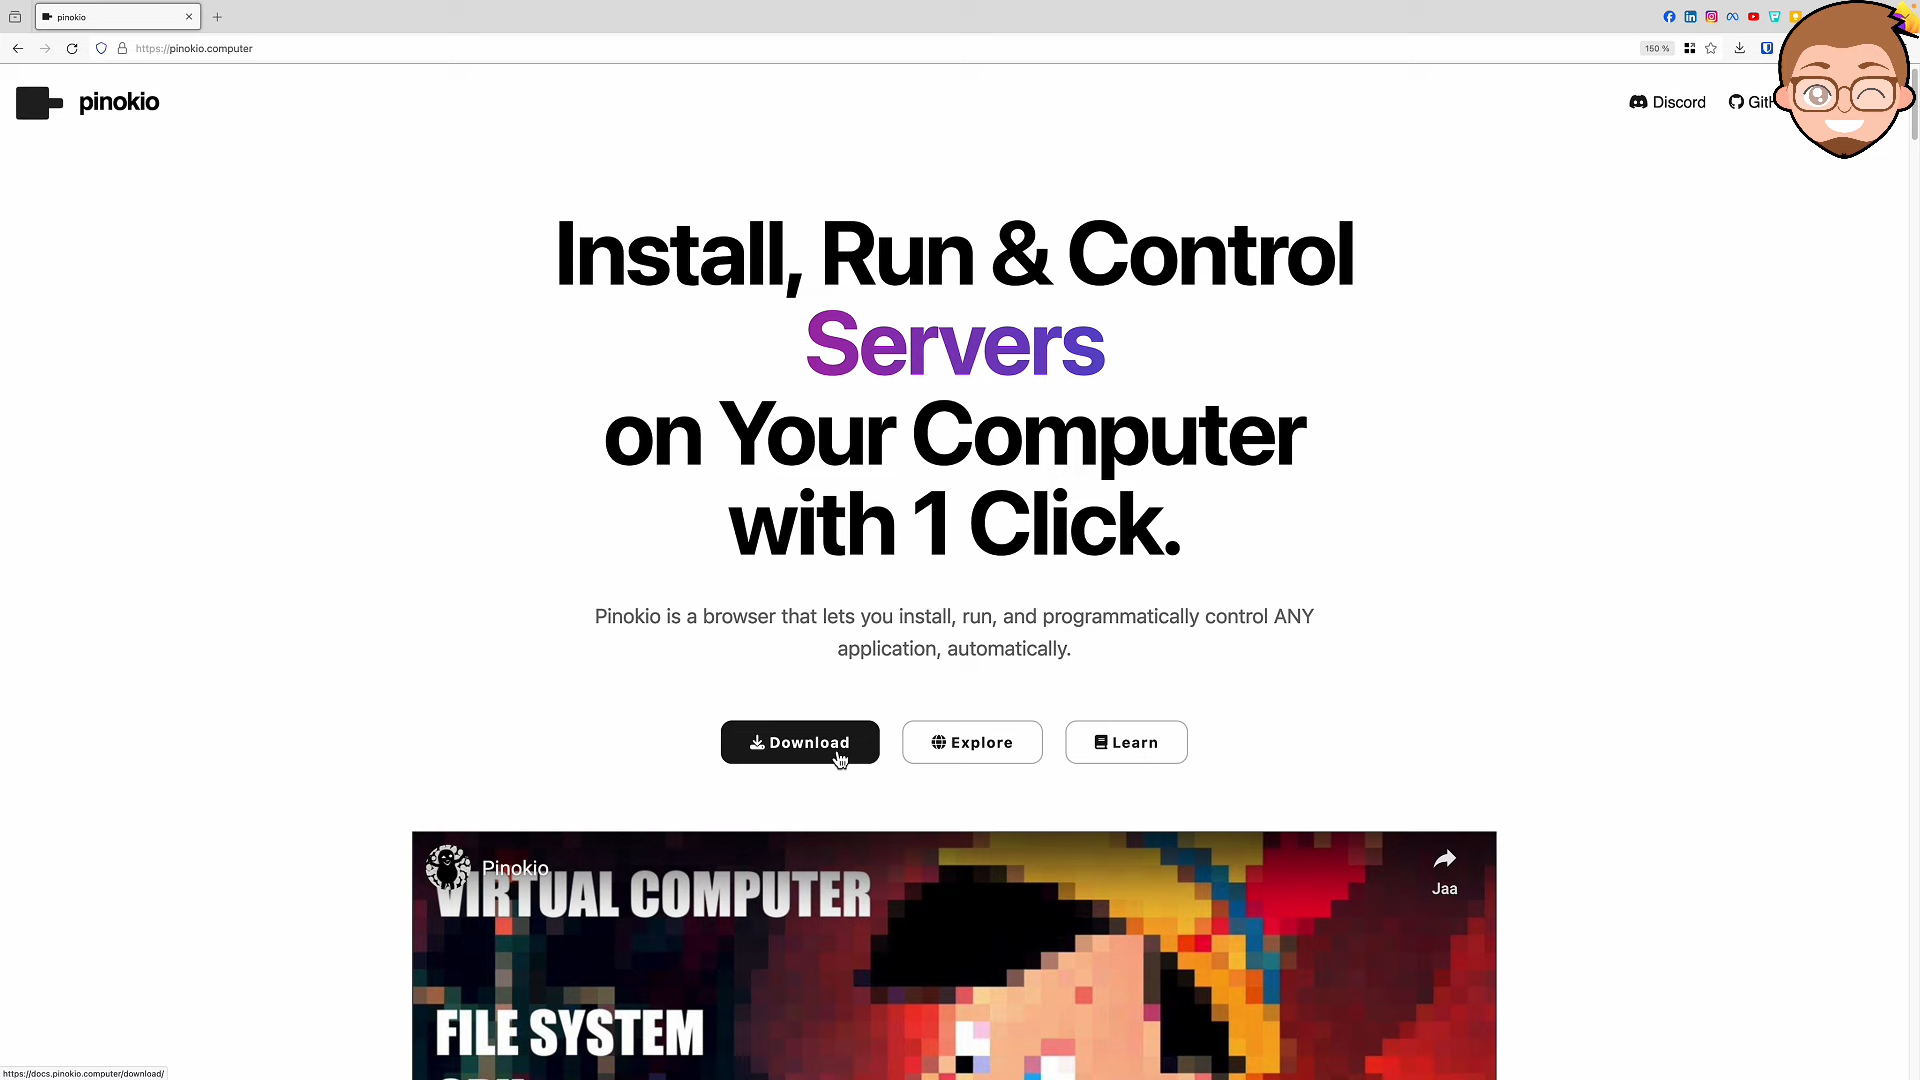 pinokio
https://pinokio.computer
150 %
pinokio
Discord
Install, Run & Control
Servers
on Your Computer
with 1 Click.
Pinokio is a browser that lets you install, run, and programmatically control ANY
application, automatically.
Download
Explore
Learn
Pinokio
VIRTUAL COMPUTER
Jaa
FILE SYSTEM
https://docs.pinokio.computer/download/